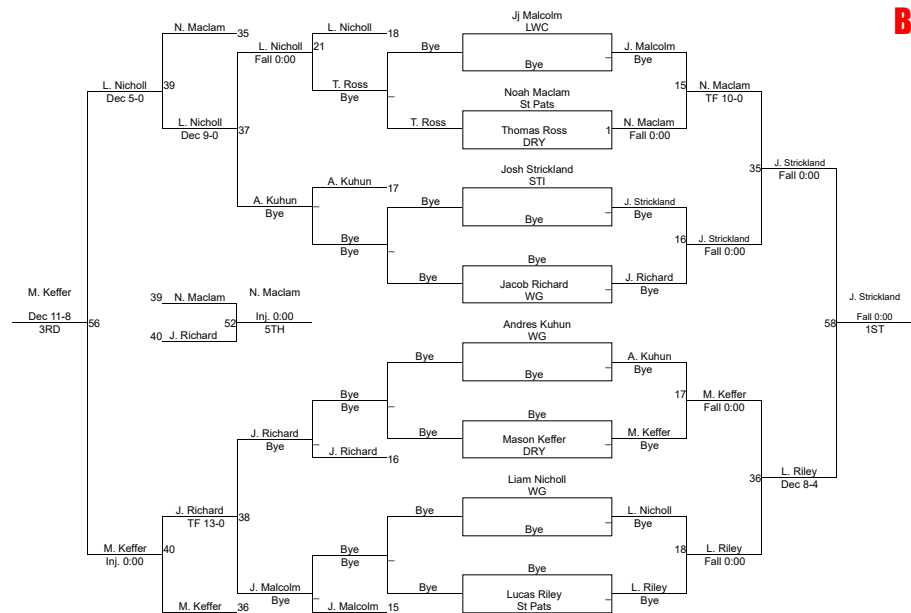 B
Jj Malcolm
LWC
N. Maclam
35
L. Nicholl
18
L. Nicholl
21
Fall 0:00
Bye
J. Malcolm
Bye
Bye
L. Nicholl
39
Dec 5-0
T. Ross
Bye
15
N. Maclam
TF 10-0
Noah Maclam
St Pats
L. Nicholl
37
Dec 9-0
T. Ross
Thomas Ross
1
DRY
N. Maclam
Fall 0:00
Josh Strickland
STI
35
J. Strickland
Fall 0:00
A. Kuhun
17
A. Kuhun
Bye
Bye
Bye
J. Strickland
Bye
Bye
Bye
16
J. Strickland
Fall 0:00
Bye
Bye
Jacob Richard
WG
J. Richard
Bye
M. Keffer
Dec 11-8
3RD
56
39
N. Maclam
N. Maclam
52
Inj. 0:00
5TH
40
J. Richard
J. Strickland
58
Fall 0:00
1ST
Andres Kuhun
WG
Bye
Bye
A. Kuhun
Bye
Bye
Bye
17
M. Keffer
Fall 0:00
Bye
Bye
Mason Keffer
DRY
M. Keffer
Bye
J. Richard
Bye
J. Richard
16
36
L. Riley
Dec 8-4
Liam Nicholl
WG
J. Richard
38
TF 13-0
Bye
Bye
L. Nicholl
Bye
M. Keffer
40
Inj. 0:00
Bye
Bye
18
L. Riley
Fall 0:00
Bye
J. Malcolm
Bye
Bye
Lucas Riley
St Pats
L. Riley
Bye
M. Keffer
36
J. Malcolm
15